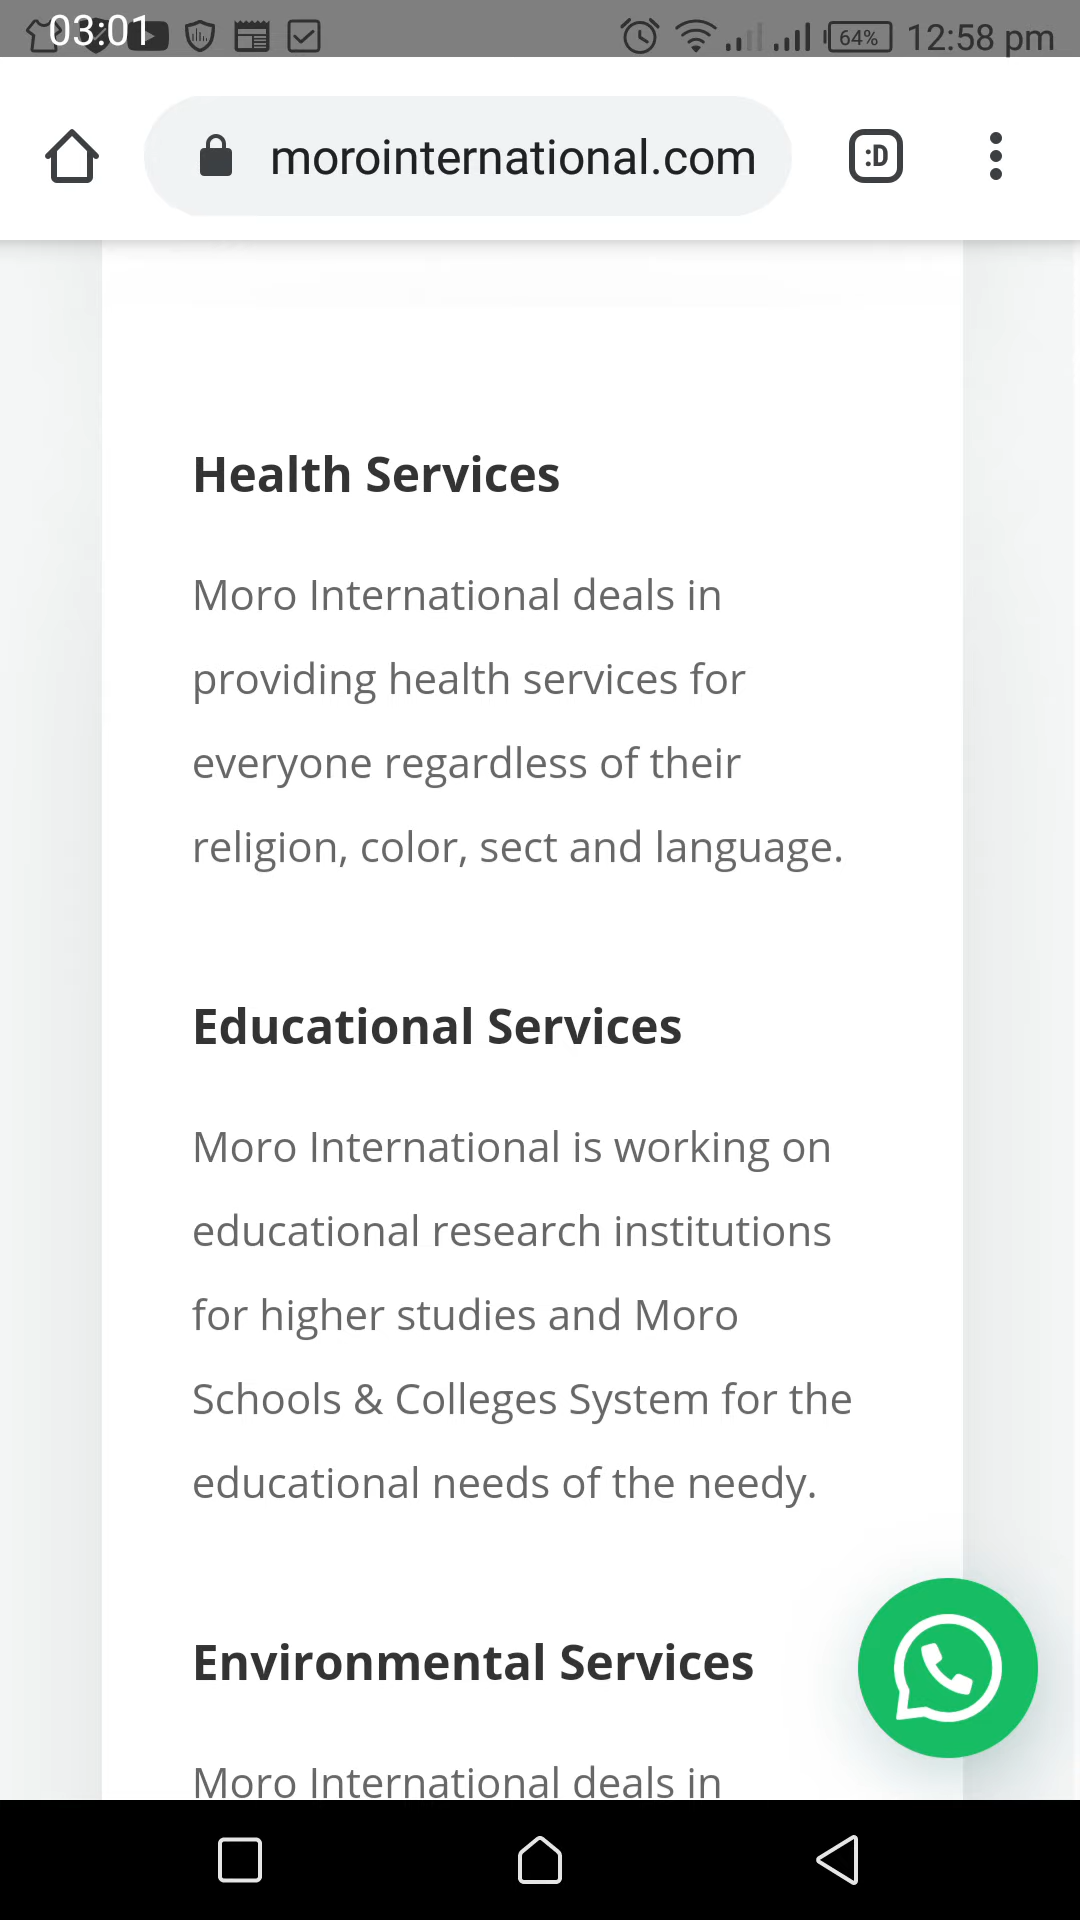 03:01
64% 12:58 pm
morointernational.com
:D
Health Services
Moro International deals in
providing health services for
everyone regardless of their
religion, color, sect and language.
Educational Services
Moro International is working on
educational research institutions
for higher studies and Moro
Schools & Colleges System for the
educational needs of the needy.
Environmental Services
Moro International deals in